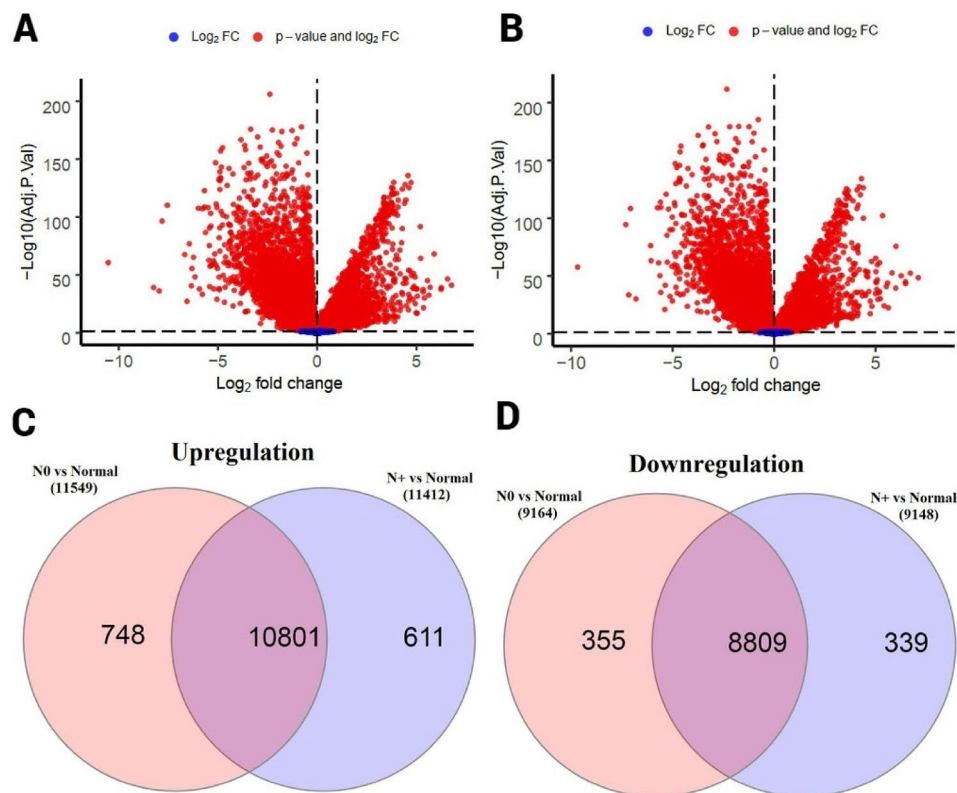 A
Log2 FC p – value and log2 FC
−Log10(Adj.P.Val)
200
150
100
50
0
−10 −5 0 5
Log2 fold change
B
Log2 FC p – value and log2 FC
−Log10(Adj.P.Val)
200
150
100
50
0
−10 −5 0 5
Log2 fold change
C
Upregulation
N0 vs Normal
(11549)
N+ vs Normal
(11412)
748 10801 611
D
Downregulation
N0 vs Normal
(9164)
N+ vs Normal
(9148)
355 8809 339